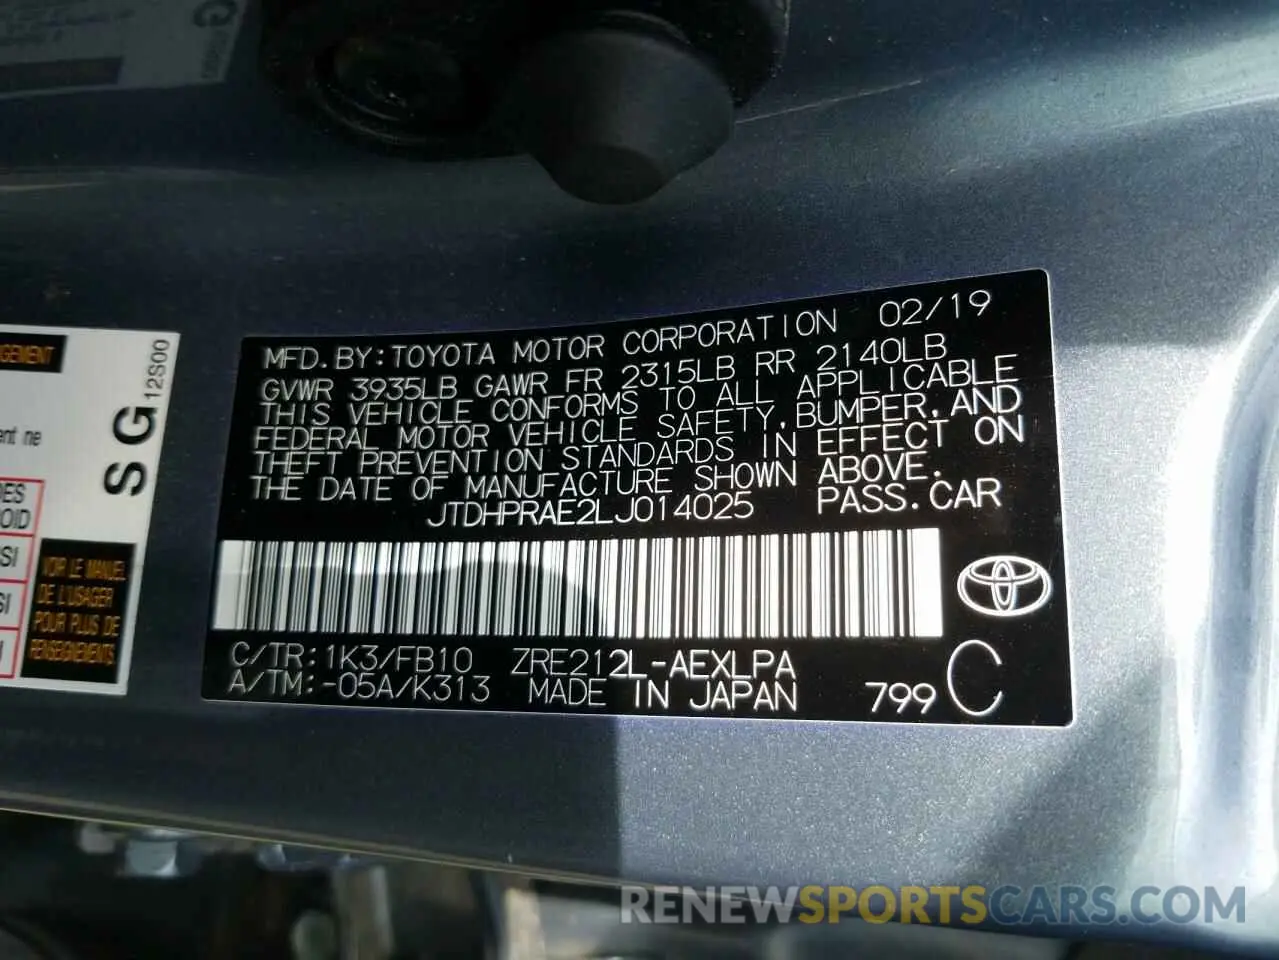 MFD.BY:TOYOTA MOTOR CORPORATION 02/19
GVWR 3935LB GAWR FR 2315LB RR 2140LB
THIS VEHICLE CONFORMS TO ALL APPLICABLE
FEDERAL MOTOR VEHICLE SAFETY,BUMPER,AND
THEFT PREVENTION STANDARDS IN EFFECT ON
THE DATE OF MANUFACTURE SHOWN ABOVE.
JTDHPRAE2LJ014025 PASS.CAR
C/TR:1K3/FB10 ZRE212L-AEXLPA
A/TM:-05A/K313 MADE IN JAPAN 799 C
SG 12S00
ne
SI
SI
VOIR LE MANUEL
DE L'USAGER
POUR PLUS DE
RENSEIGNEMENTS
RENEWSPORTSCARS.COM